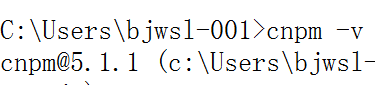 C:\Users\bjwsl-001>cnpm -v
cnpm@5.1.1 (c:\Users\bjwsl-